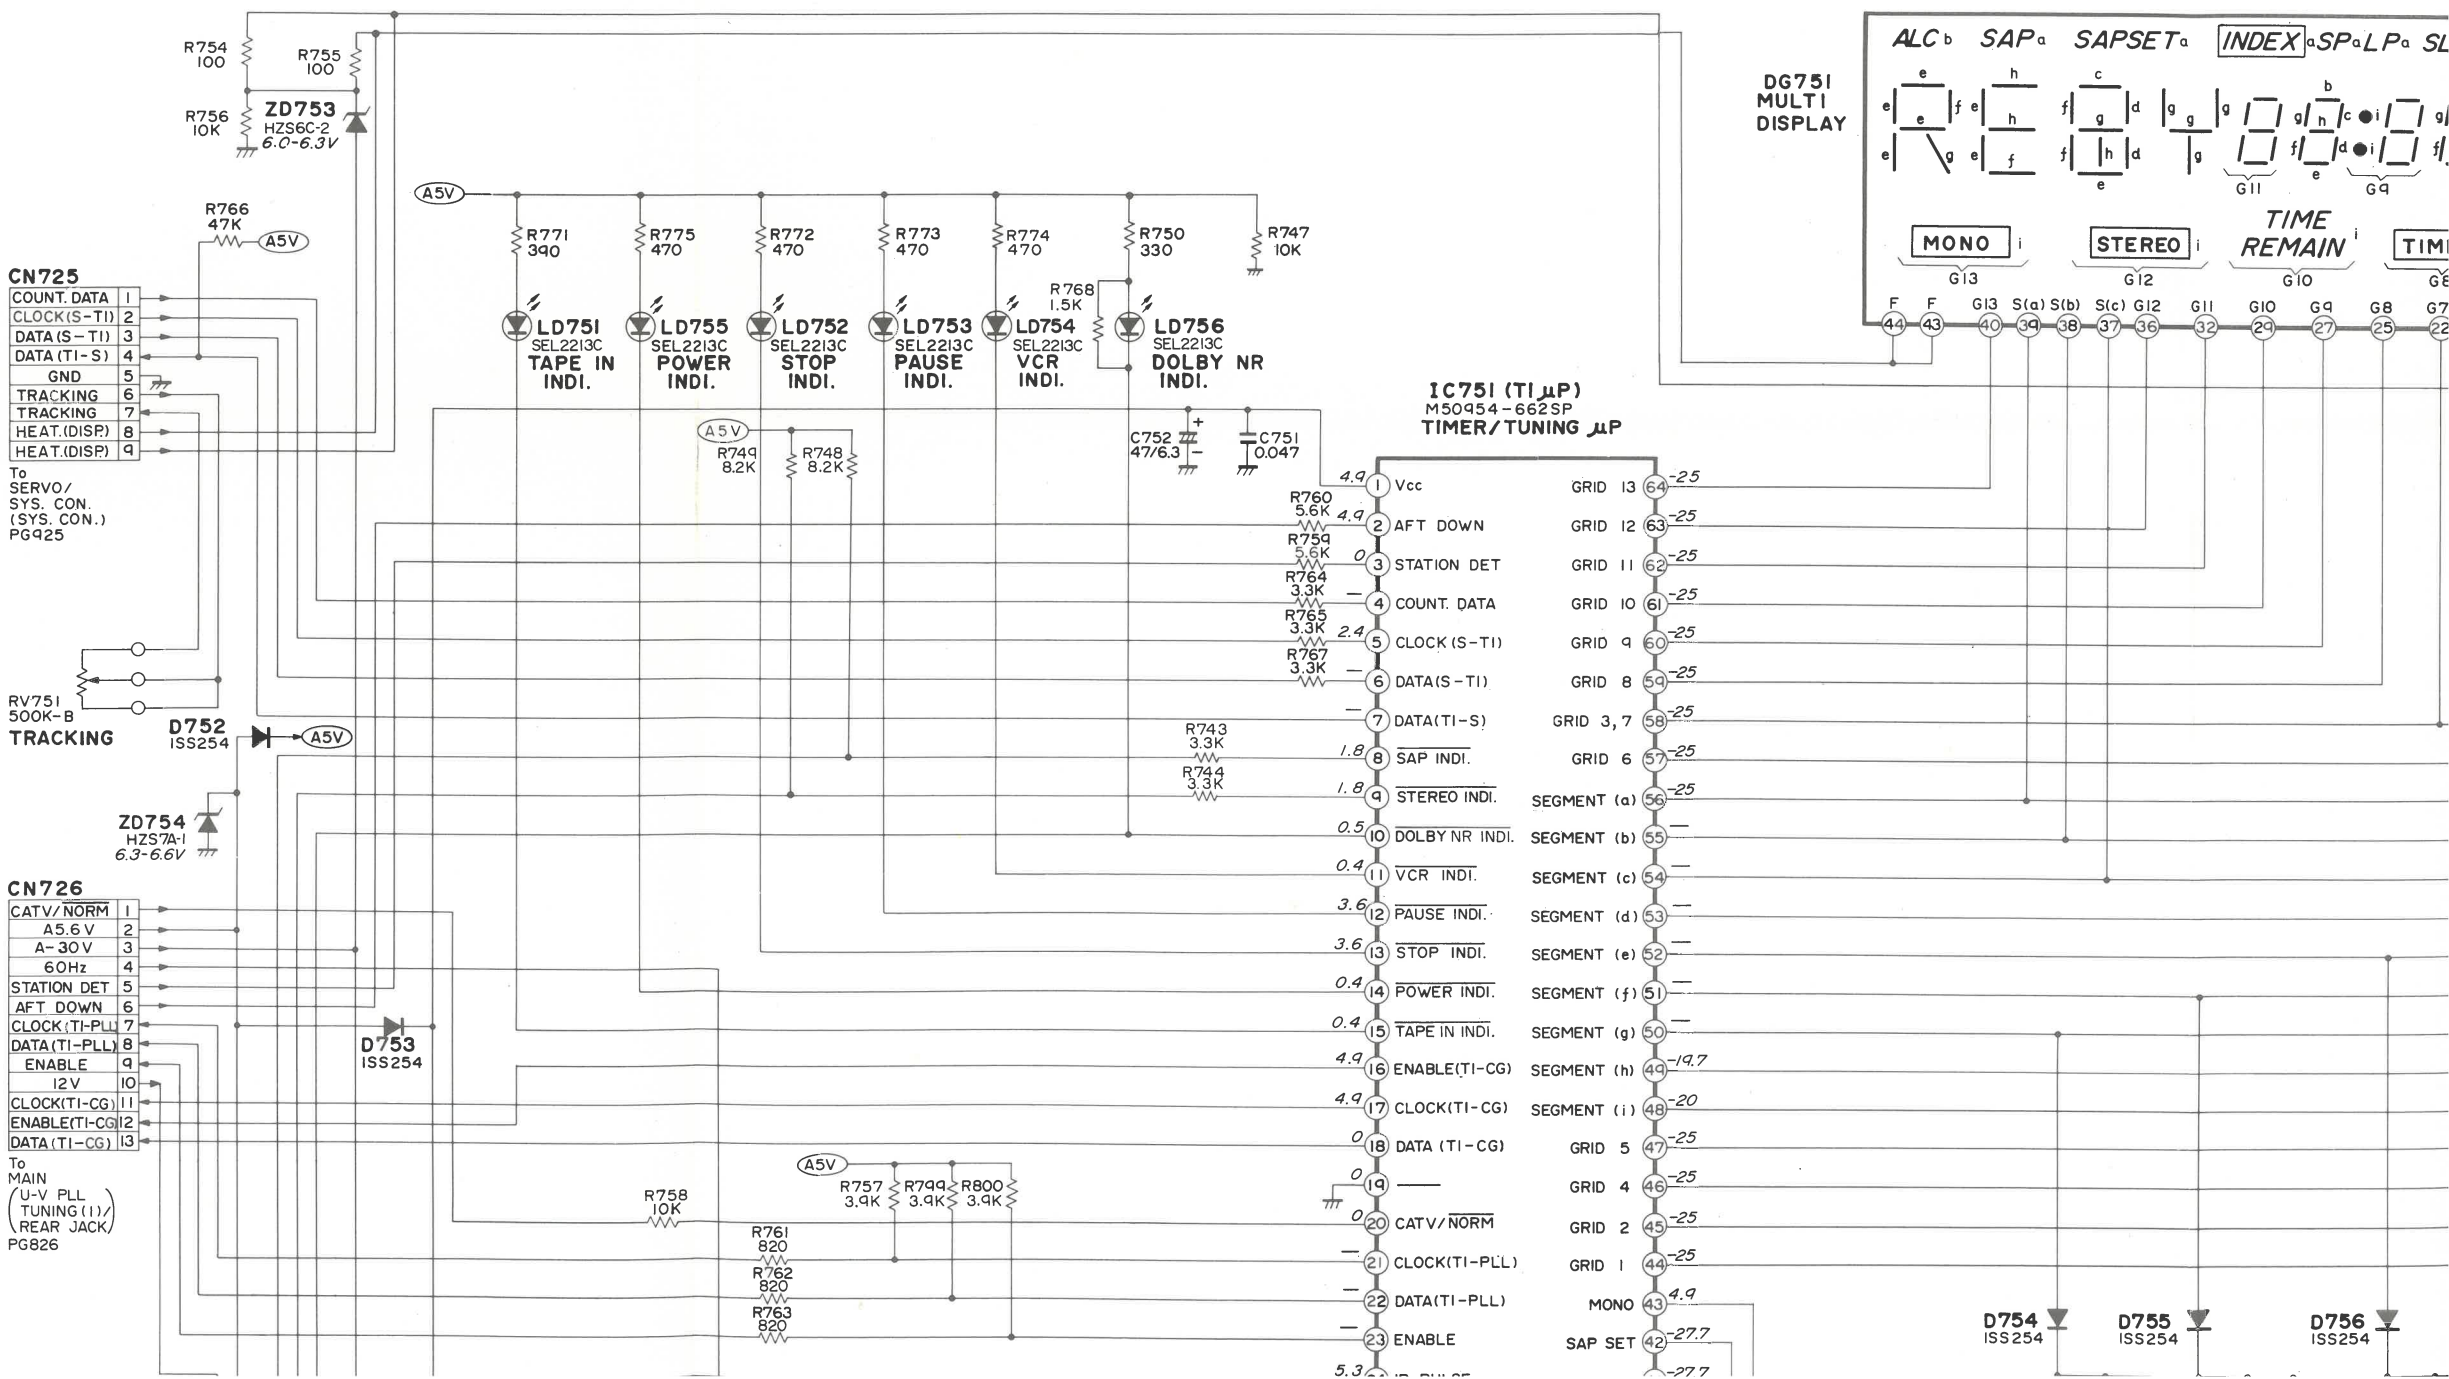 R754
100
R755
100
R756
10K
ZD753
HZS6C-2
6.0-6.3V
A5V
R766
47K
A5V
R771
390
R775
470
R772
470
R773
470
R774
470
R750
330
R747
10K
R768
1.5K
LD751
SEL2213C
TAPE IN
INDI.
LD755
SEL2213C
POWER
INDI.
LD752
SEL2213C
STOP
INDI.
LD753
SEL2213C
PAUSE
INDI.
LD754
SEL2213C
VCR
INDI.
LD756
SEL2213C
DOLBY NR
INDI.
CN725
COUNT. DATA 1
CLOCK(S-TI) 2
DATA(S-TI) 3
DATA(TI-S) 4
GND 5
TRACKING 6
TRACKING 7
HEAT.(DISP.) 8
HEAT.(DISP.) 9
To
SERVO/
SYS. CON.
(SYS. CON.)
PG925
RV751
500K-B
TRACKING
D752
ISS254
A5V
ZD754
HZS7A-1
6.3-6.6V
CN726
CATV/NORM 1
A5.6V 2
A-30V 3
60Hz 4
STATION DET 5
AFT DOWN 6
CLOCK(TI-PLL) 7
DATA(TI-PLL) 8
ENABLE 9
12V 10
CLOCK(TI-CG) 11
ENABLE(TI-CG) 12
DATA(TI-CG) 13
To
MAIN
(U-V PLL
TUNING(1)/
REAR JACK)
PG826
D753
ISS254
A5V
R749
8.2K
R748
8.2K
C752
47/6.3
+
-
C751
0.047
R760
5.6K
R759
5.6K
R764
3.3K
R765
3.3K
R767
3.3K
R743
3.3K
R744
3.3K
A5V
R757
3.9K
R799
3.9K
R800
3.9K
R758
10K
R761
820
R762
820
R763
820
IC751 (TI µP)
M50954-662SP
TIMER/TUNING µP
4.9 1 Vcc
4.9 2 AFT DOWN
0 3 STATION DET
— 4 COUNT. DATA
2.4 5 CLOCK(S-TI)
— 6 DATA(S-TI)
— 7 DATA(TI-S)
1.8 8 SAP INDI.
1.8 9 STEREO INDI.
0.5 10 DOLBY NR INDI.
0.4 11 VCR INDI.
3.6 12 PAUSE INDI.
3.6 13 STOP INDI.
0.4 14 POWER INDI.
0.4 15 TAPE IN INDI.
4.9 16 ENABLE(TI-CG)
4.9 17 CLOCK(TI-CG)
0 18 DATA (TI-CG)
0 19 —
0 20 CATV/NORM
— 21 CLOCK(TI-PLL)
— 22 DATA(TI-PLL)
— 23 ENABLE
5.3
GRID 13 64 -25
GRID 12 63 -25
GRID 11 62 -25
GRID 10 61 -25
GRID 9 60 -25
GRID 8 59 -25
GRID 3,7 58 -25
GRID 6 57 -25
SEGMENT (a) 56 -25
SEGMENT (b) 55 —
SEGMENT (c) 54 —
SEGMENT (d) 53 —
SEGMENT (e) 52 —
SEGMENT (f) 51 —
SEGMENT (g) 50 —
SEGMENT (h) 49 -19.7
SEGMENT (i) 48 -20
GRID 5 47 -25
GRID 4 46 -25
GRID 2 45 -25
GRID 1 44 -25
MONO 43 4.9
SAP SET 42 -27.7
-27.7
DG751
MULTI
DISPLAY
ALC b SAP a SAPSET a INDEX a SP a LP a SL
e h c b
e f e f d g g g/ c i g/
e h g h
e g e f f h d g f/ d i f/
e e
G11 G9
MONO i STEREO i
TIME
REMAIN i
TIM
G13 G12 G10 G8
F F G13 S(a) S(b) S(c) G12 G11 G10 G9 G8 G7
44 43 40 39 38 37 36 32 29 27 25 22
D754
ISS254
D755
ISS254
D756
ISS254